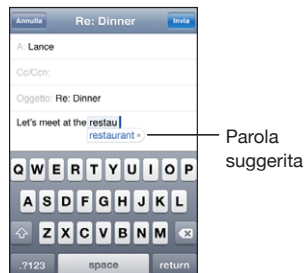 Annulla Re: Dinner Invia
A: Lance
Cc/Ccn:
Oggetto: Re: Dinner
Let's meet at the restau
restaurant ×
Parola
suggerita
Q W E R T Y U I O P
A S D F G H J K L
Z X C V B N M
.?123 space return